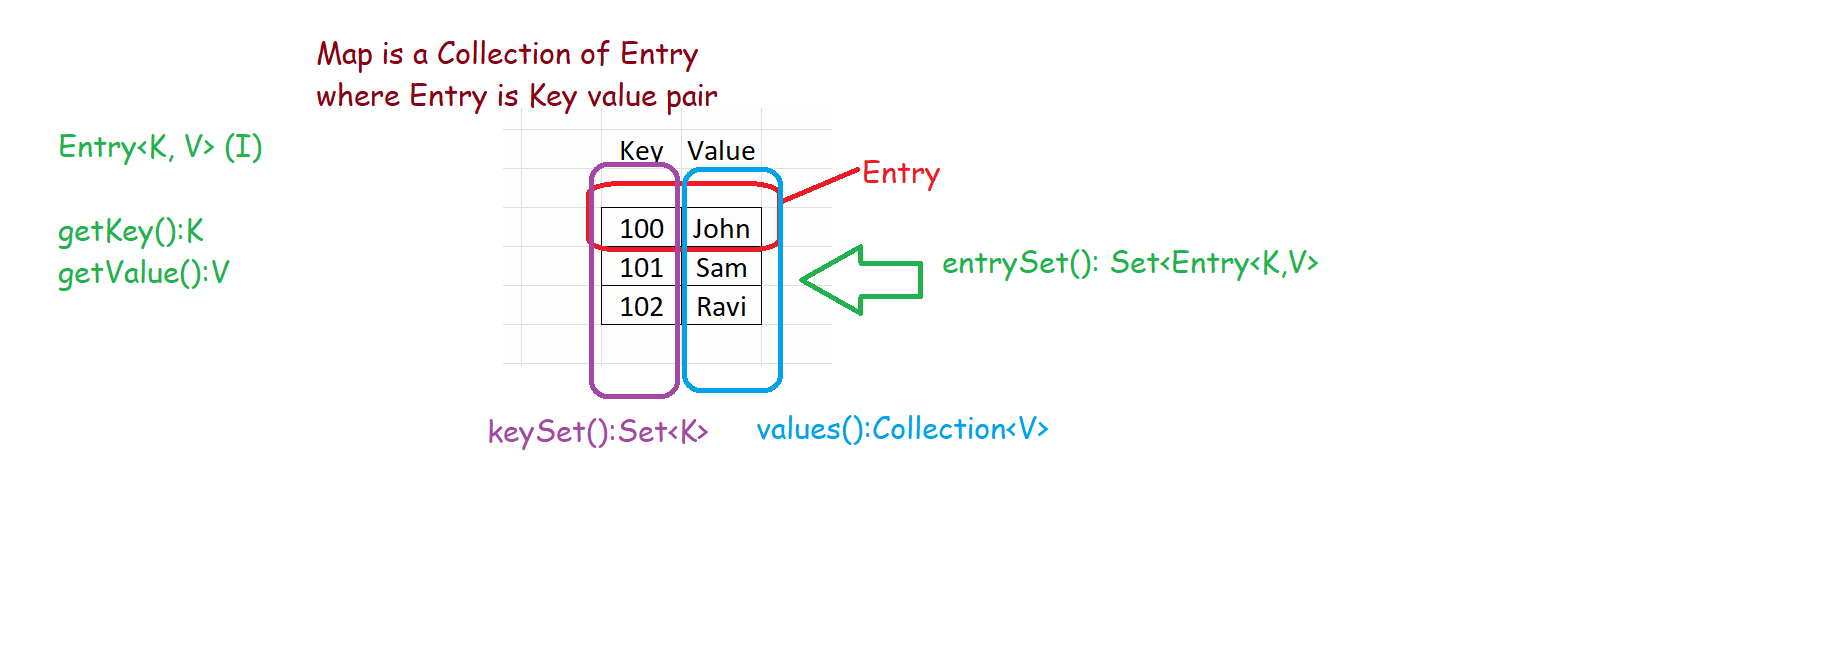 Map is a Collection of Entry
where Entry is Key value pair
Entry<K, V> (I)
getKey():K
getValue():V
Key Value
Entry
100 John
101 Sam
102 Ravi
entrySet(): Set<Entry<K,V>
keySet():Set<K>
values():Collection<V>